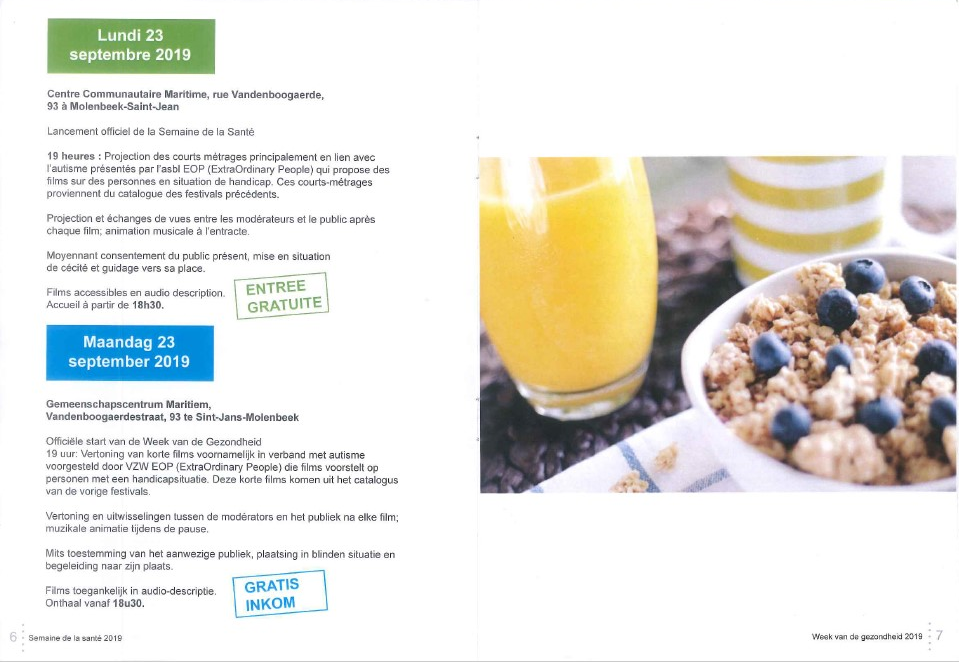 Lundi 23
septembre 2019
Centre Communautaire Maritime, rue Vandenboogaerde,
93 à Molenbeek-Saint-Jean
Lancement officiel de la Semaine de la Santé
19 heures : Projection des courts métrages principalement en lien avec
l'autisme présentés par l'asbl EOP (ExtraOrdinary People) qui propose des
films sur des personnes en situation de handicap. Ces courts-métrages
proviennent du catalogue des festivals précédents.
Projection et échanges de vues entre les modérateurs et le public après
chaque film; animation musicale à l'entracte.
Moyennant consentement du public présent, mise en situation
de cécité et guidage vers sa place.
Films accessibles en audio description.
Accueil à partir de 18h30.
ENTREE
GRATUITE
Maandag 23
september 2019
Gemeenschapscentrum Maritiem,
Vandenboogaerdestraat, 93 te Sint-Jans-Molenbeek
Officiële start van de Week van de Gezondheid
19 uur: Vertoning van korte films voornamelijk in verband met autisme
voorgesteld door VZW EOP (ExtraOrdinary People) die films voorstelt op
personen met een handicapsituatie. Deze korte films komen uit het catalogus
van de vorige festivals.
Vertoning en uitwisselingen tussen de modérators en het publiek na elke film;
muzikale animatie tijdens de pause.
Mits toestemming van het aanwezige publiek, plaatsing in blinden situatie en
begeleiding naar zijn plaats.
Films toegankelijk in audio-descriptie.
Onthaal vanaf 18u30.
GRATIS
INKOM
6 Semaine de la santé 2019
Week van de gezondheid 2019 7